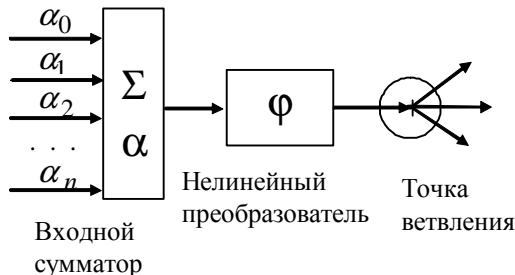 α₀
α₁
α₂
. . .
αₙ
Σ
α
φ
Нелинейный
преобразователь
Точка
ветвления
Входной
сумматор